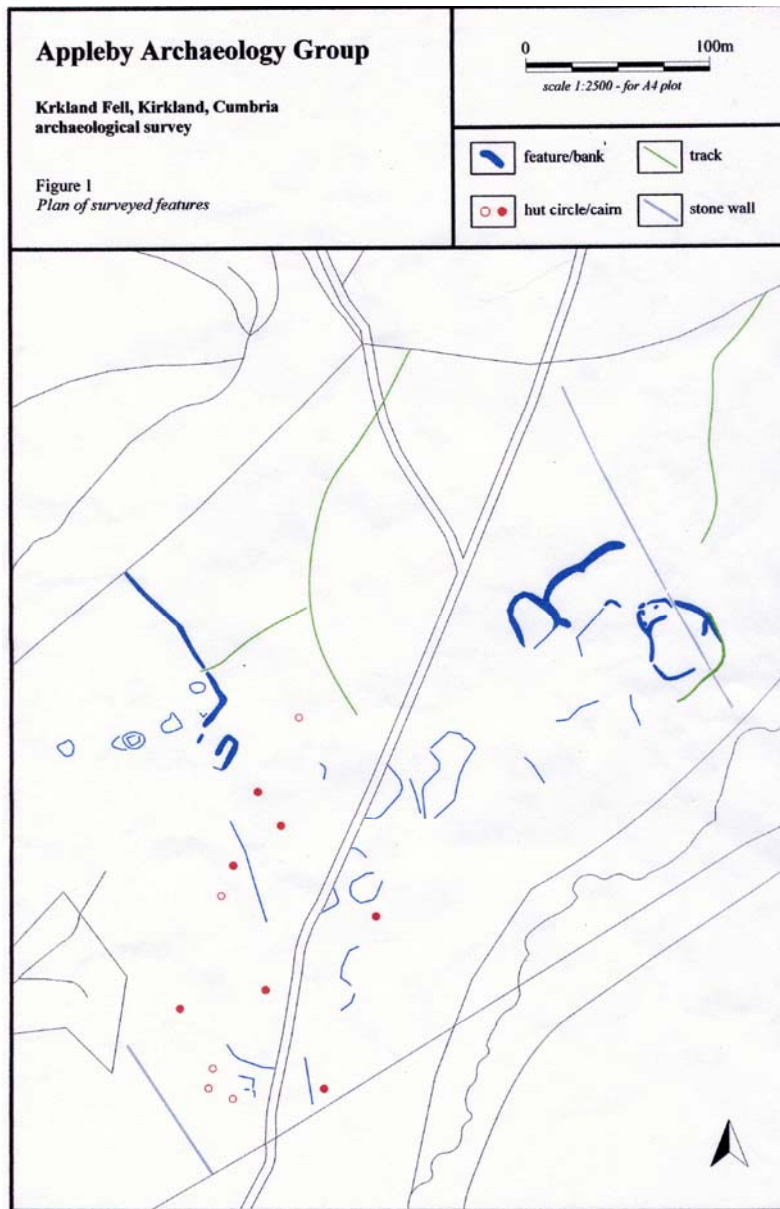 Appleby Archaeology Group
Krkland Fell, Kirkland, Cumbria
archaeological survey
Figure 1
Plan of surveyed features
0 100m
scale 1:2500 - for A4 plot
feature/bank track
hut circle/cairn stone wall